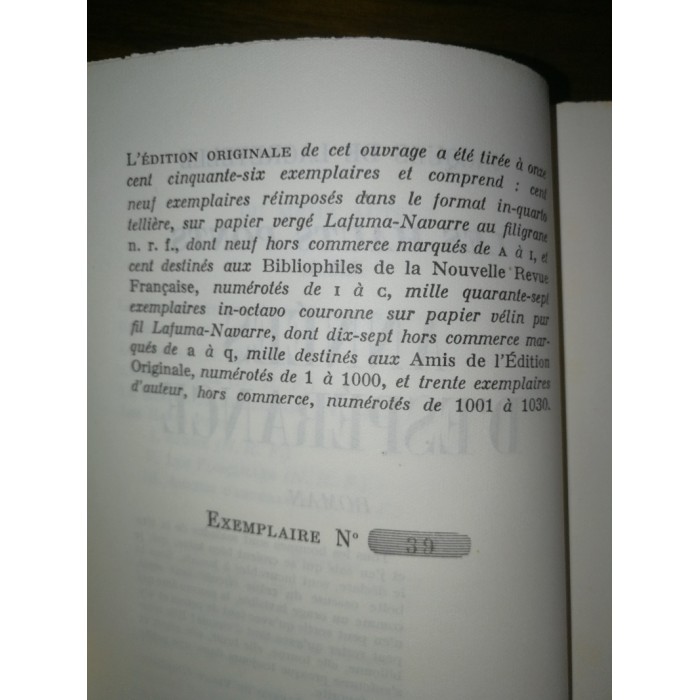 L'ÉDITION ORIGINALE de cet ouvrage a été tirée à onze
cent cinquante-six exemplaires et comprend : cent
neuf exemplaires réimposés dans le format in-quarto
tellière, sur papier vergé Lafuma-Navarre au filigrane
n. r. f., dont neuf hors commerce marqués de A à I, et
cent destinés aux Bibliophiles de la Nouvelle Revue
Française, numérotés de I à C, mille quarante-sept
exemplaires in-octavo couronne sur papier vélin pur
fil Lafuma-Navarre, dont dix-sept hors commerce mar-
qués de a à q, mille destinés aux Amis de l'Édition
Originale, numérotés de 1 à 1000, et trente exemplaires
d'auteur, hors commerce, numérotés de 1001 à 1030.
D'ESPÉRANCE
ROMAN
EXEMPLAIRE N° 39